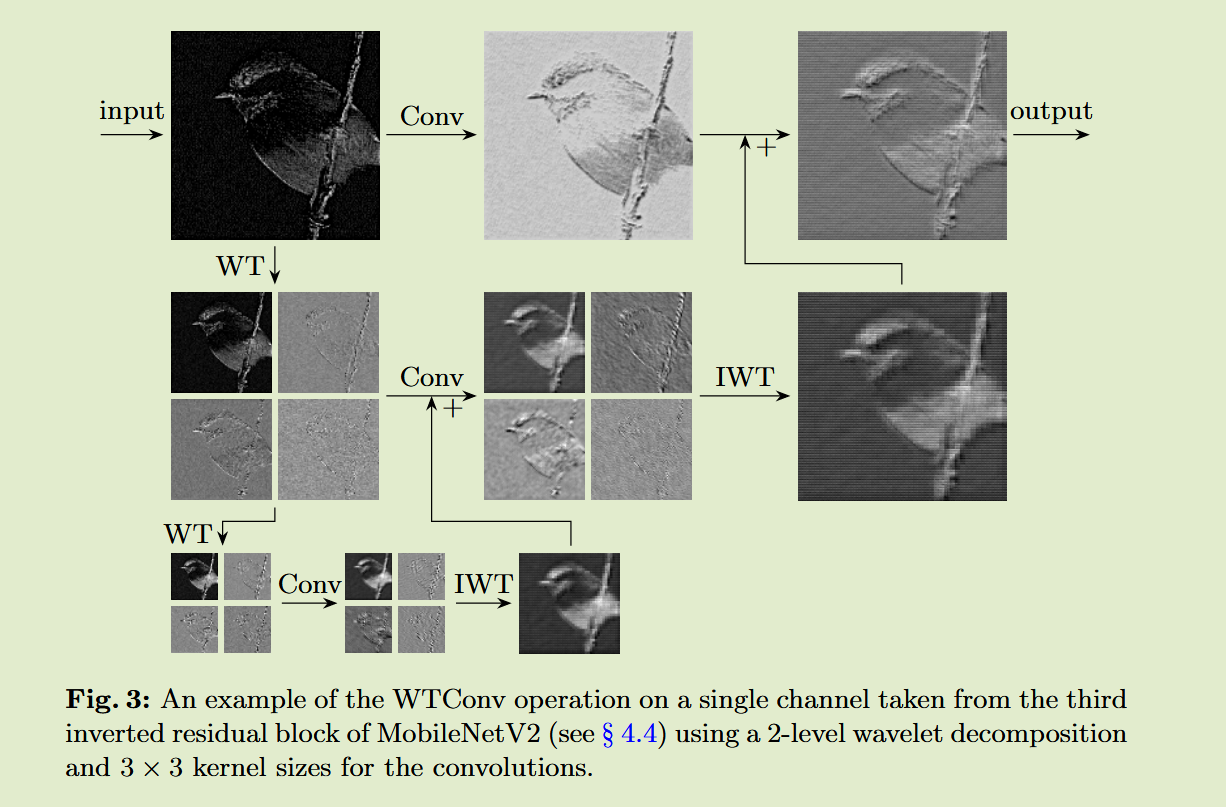 input
Conv
+
output
WT
Conv
+
IWT
WT
Conv
IWT
Fig. 3: An example of the WTConv operation on a single channel taken from the third
inverted residual block of MobileNetV2 (see § 4.4) using a 2-level wavelet decomposition
and 3 × 3 kernel sizes for the convolutions.